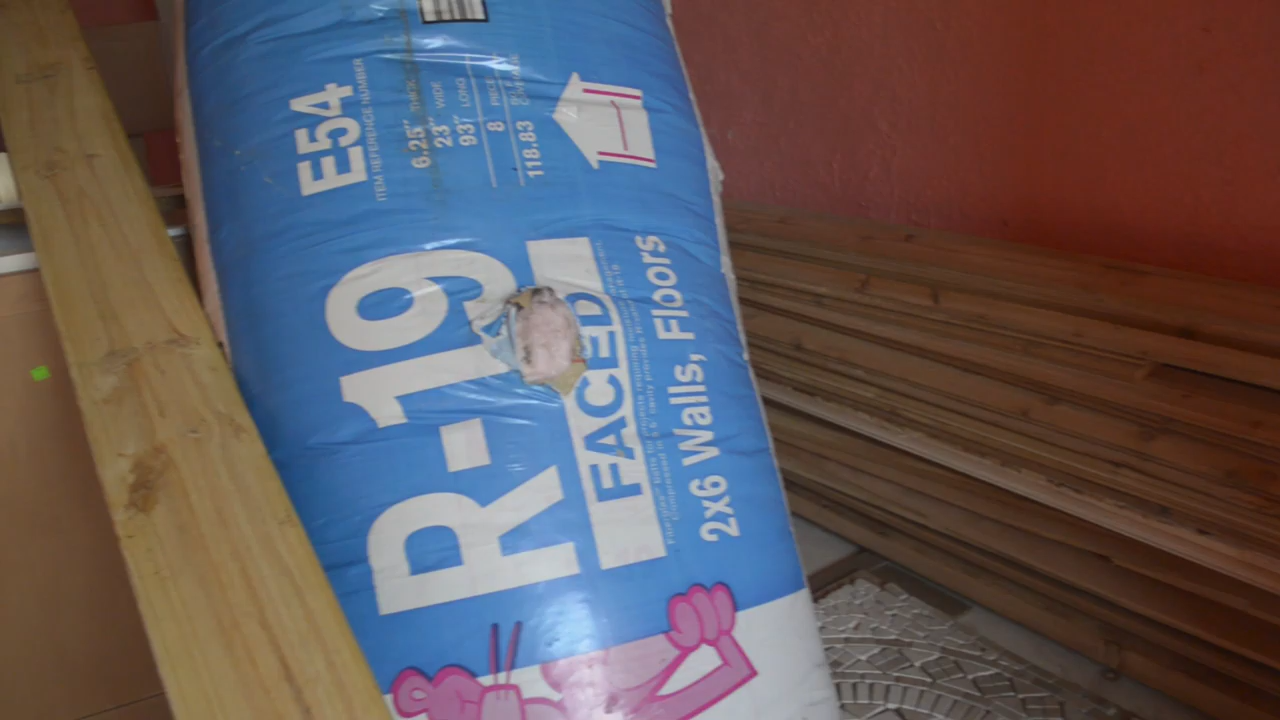 E54
ITEM REFERENCE NUMBER
6.25" THICK
23" WIDE
93" LONG
8 PIECES
118.83
R-19
FACED
2x6 Walls, Floors